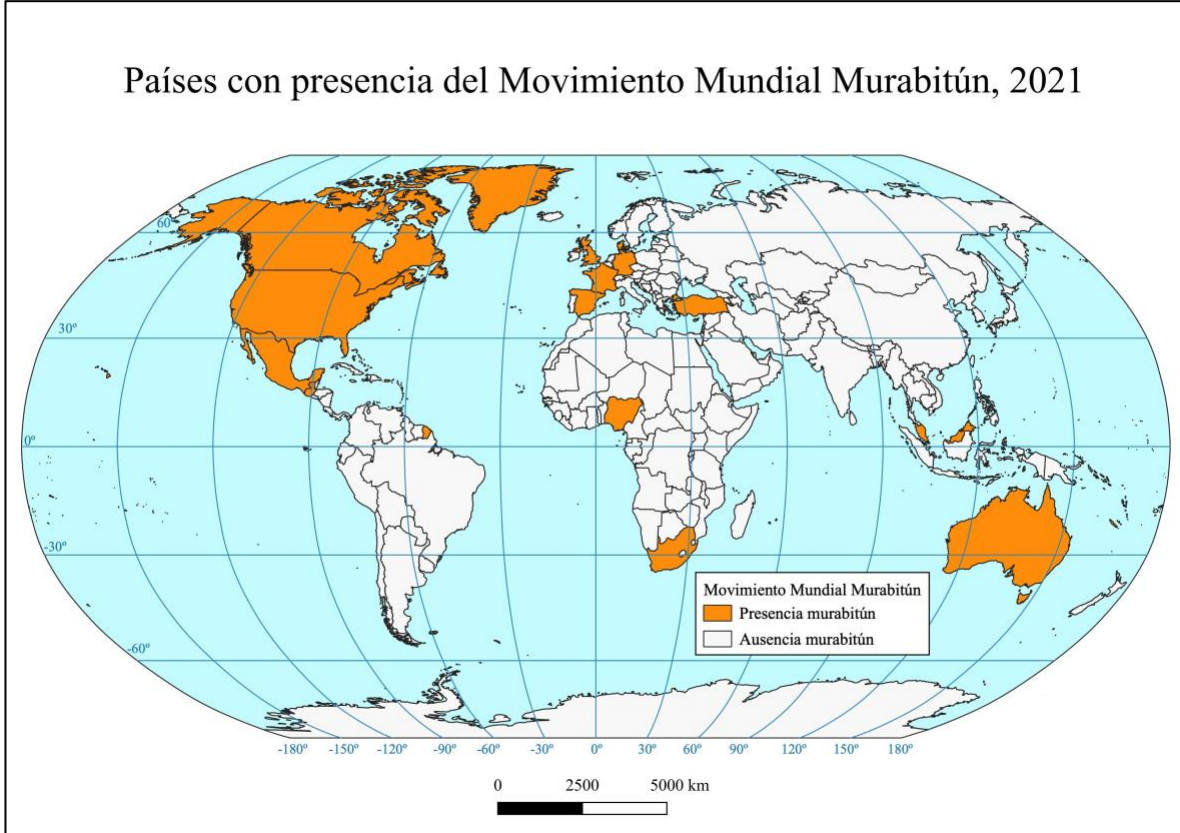 Países con presencia del Movimiento Mundial Murabitún, 2021
60º
30º
0º
-30º
-60º
Movimiento Mundial Murabitún
Presencia murabitún
Ausencia murabitún
-180º -150º -120º -90º -60º -30º 0º 30º 60º 90º 120º 150º 180º
0 2500 5000 km